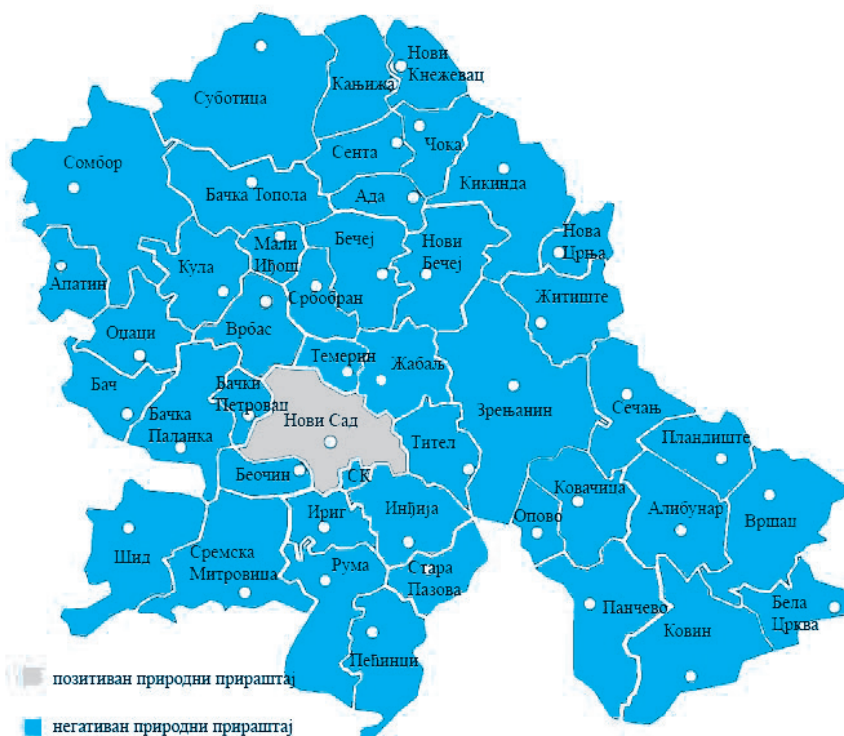 Нови
Кнежевац
Кањижа
Суботица
Чока
Сента
Сомбор
Кикинда
Бачка Топола
Ада
Бечеј
Нови
Бечеј
Мали
Иђош
Нова
Црња
Кула
Апатин
Србобран
Житиште
Врбас
Оџаци
Темерин
Жабаљ
Бач
Бачки
Петровац
Зрењанин
Сечањ
Бачка
Паланка
Нови Сад
Пландиште
Тител
Беочин
СК
Ковачица
Вршац
Ириг
Инђија
Опово
Алибунар
Шид
Сремска
Митровица
Рума
Стара
Пазова
Панчево
Бела
Црква
Ковин
Пећинци
позитиван природни прираштај
негативан природни прираштај